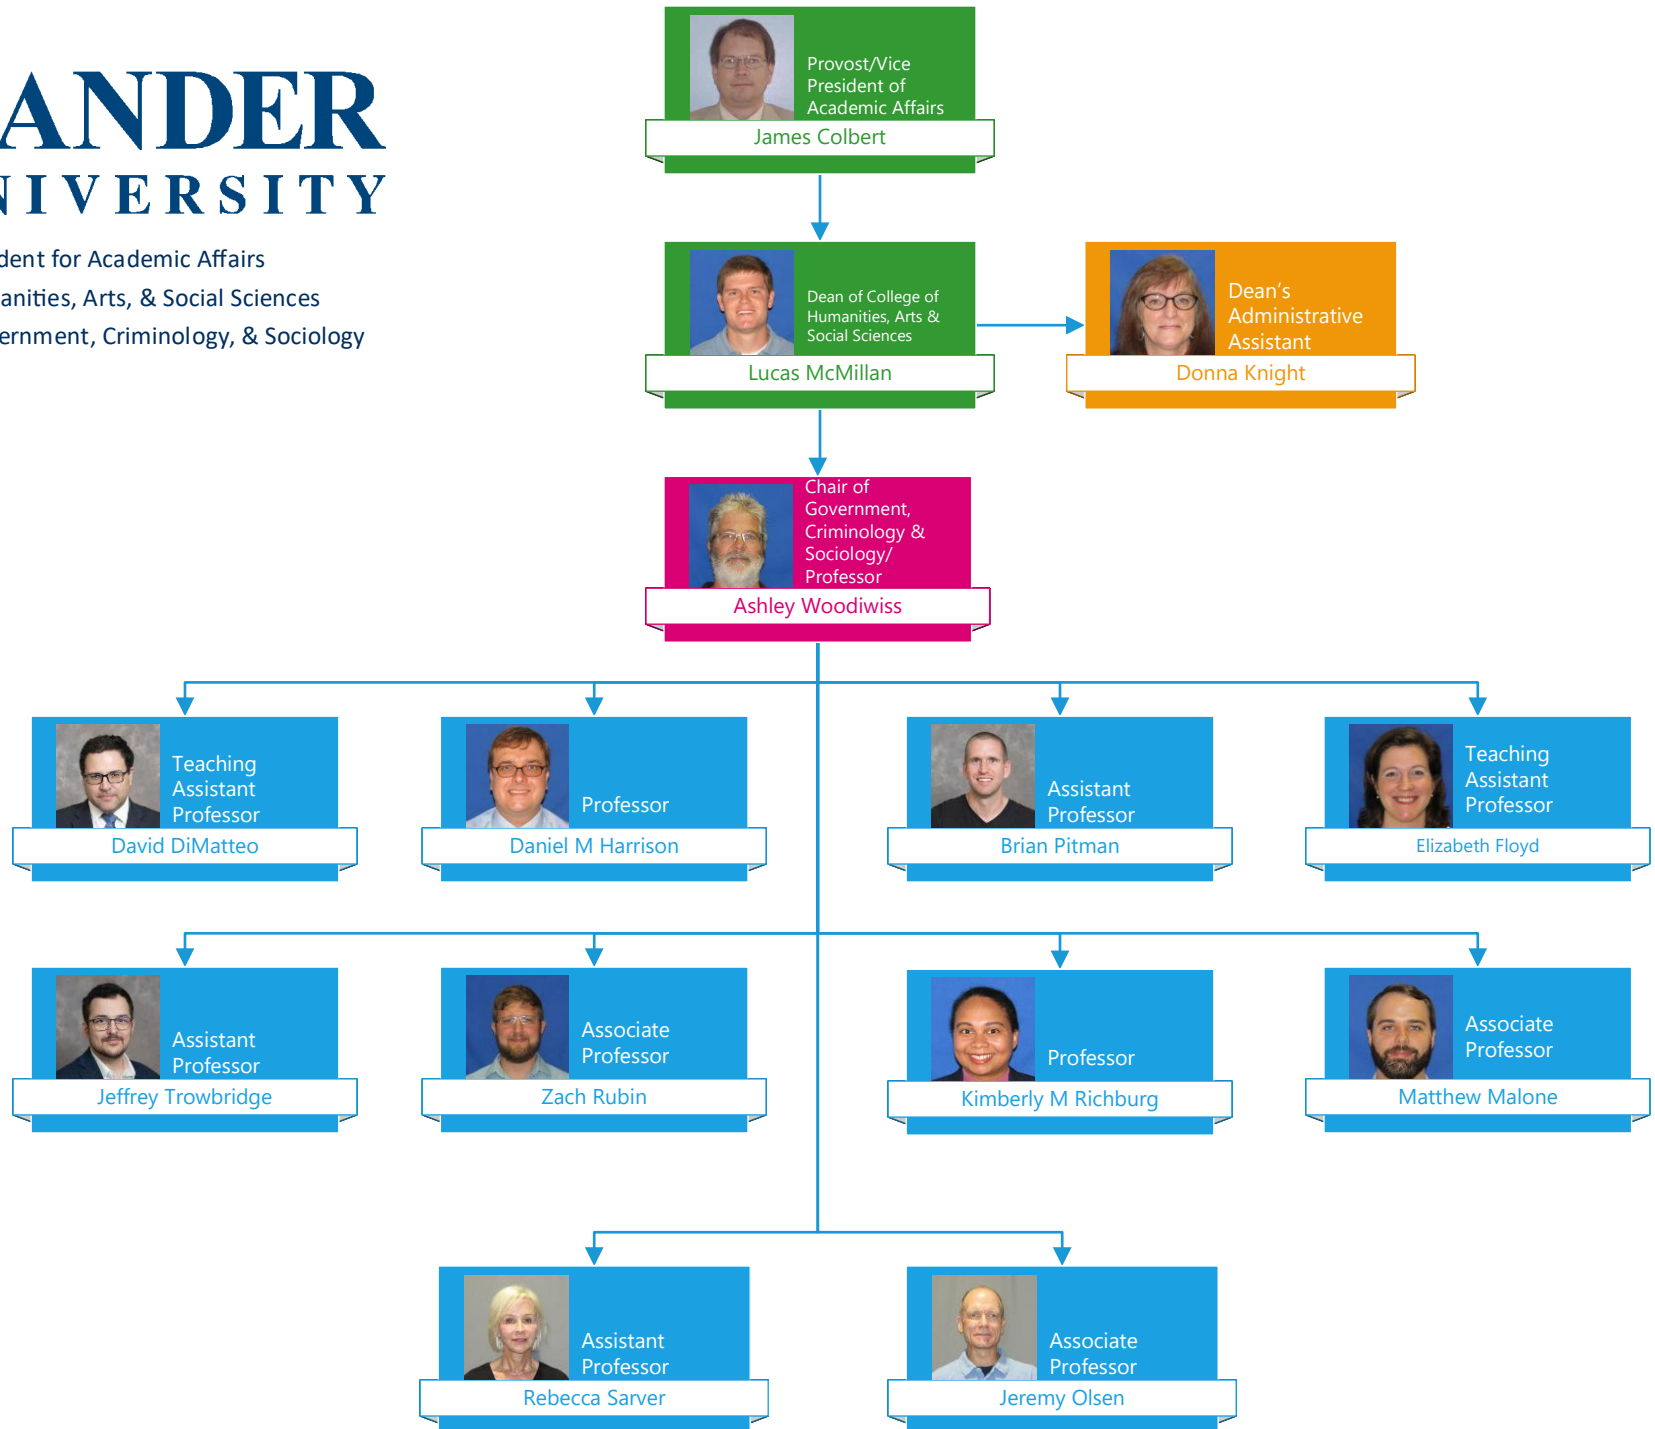 ANDER
NIVERSITY
dent for Academic Affairs
anities, Arts, & Social Sciences
ernment, Criminology, & Sociology
Provost/Vice
President of
Academic Affairs
James Colbert
Dean of College of
Humanities, Arts &
Social Sciences
Lucas McMillan
Dean’s
Administrative
Assistant
Donna Knight
Chair of
Government,
Criminology &
Sociology/
Professor
Ashley Woodiwiss
Teaching
Assistant
Professor
David DiMatteo
Professor
Daniel M Harrison
Assistant
Professor
Brian Pitman
Teaching
Assistant
Professor
Elizabeth Floyd
Assistant
Professor
Jeffrey Trowbridge
Associate
Professor
Zach Rubin
Professor
Kimberly M Richburg
Associate
Professor
Matthew Malone
Assistant
Professor
Rebecca Sarver
Associate
Professor
Jeremy Olsen